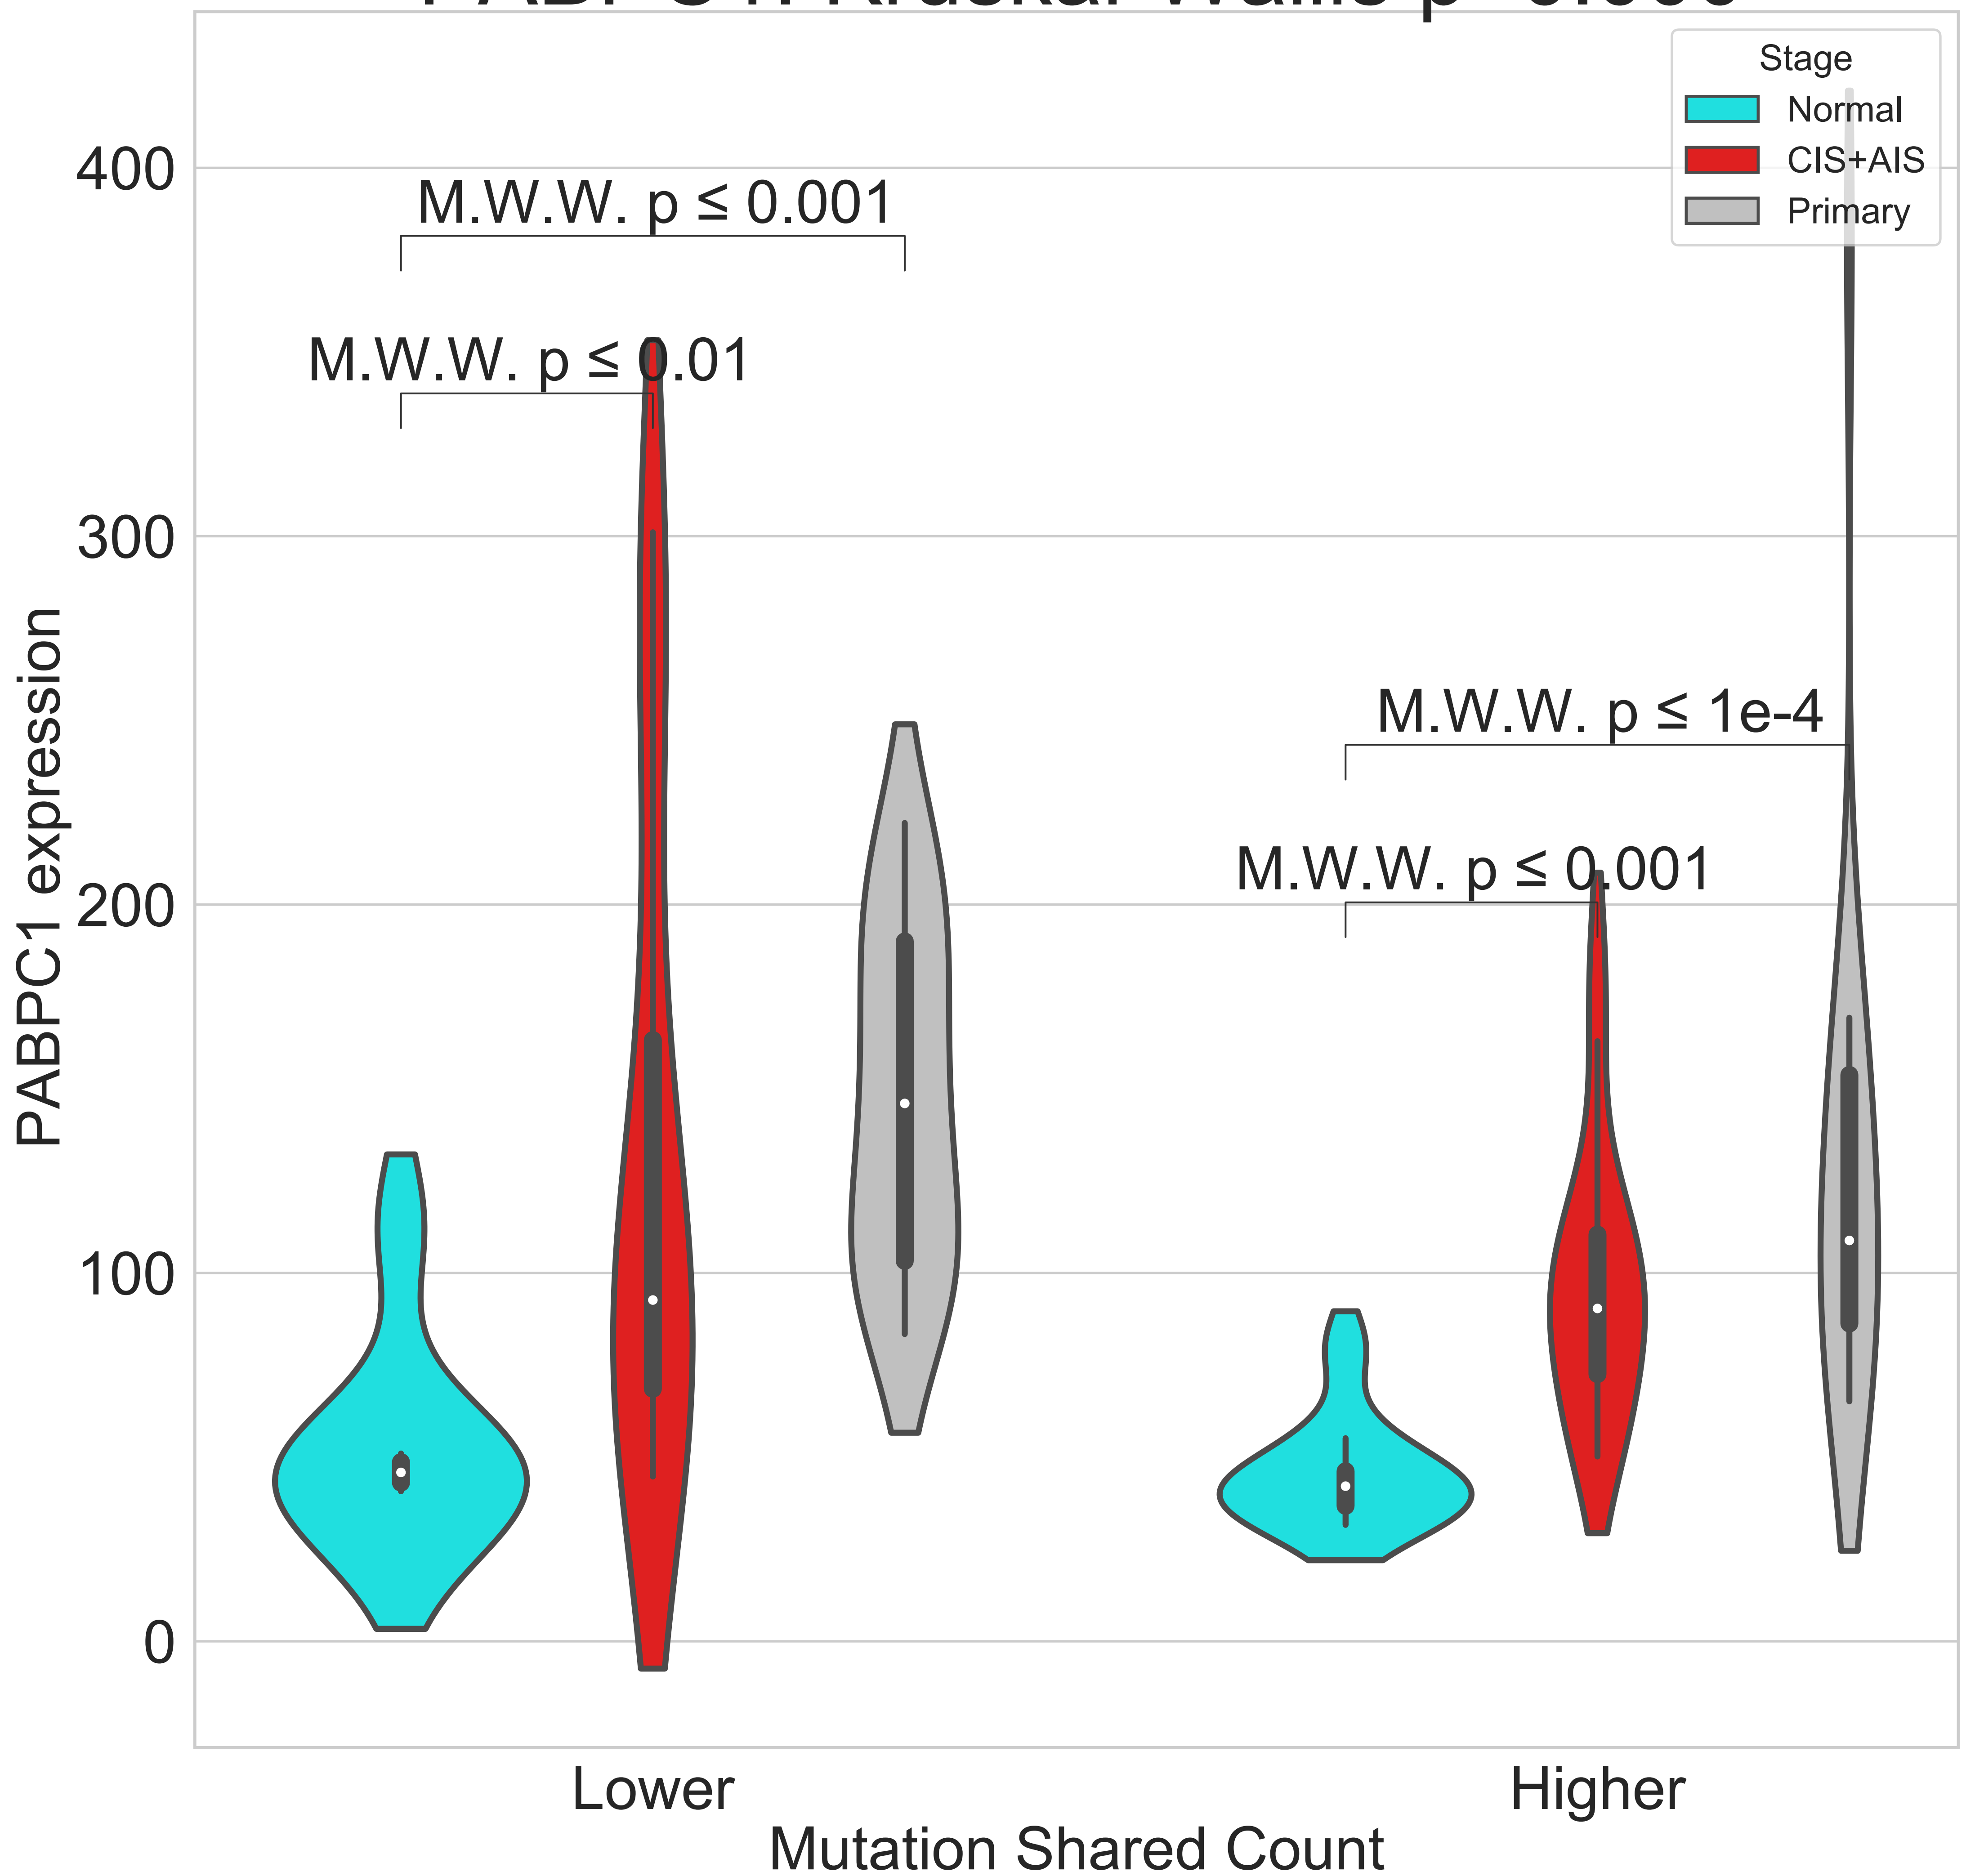 Stage
Normal
CIS+AIS
Primary
400
300
200
100
0
PABPC1 expression
M.W.W. p ≤ 0.001
M.W.W. p ≤ 0.01
M.W.W. p ≤ 1e-4
M.W.W. p ≤ 0.001
Lower
Higher
Mutation Shared Count